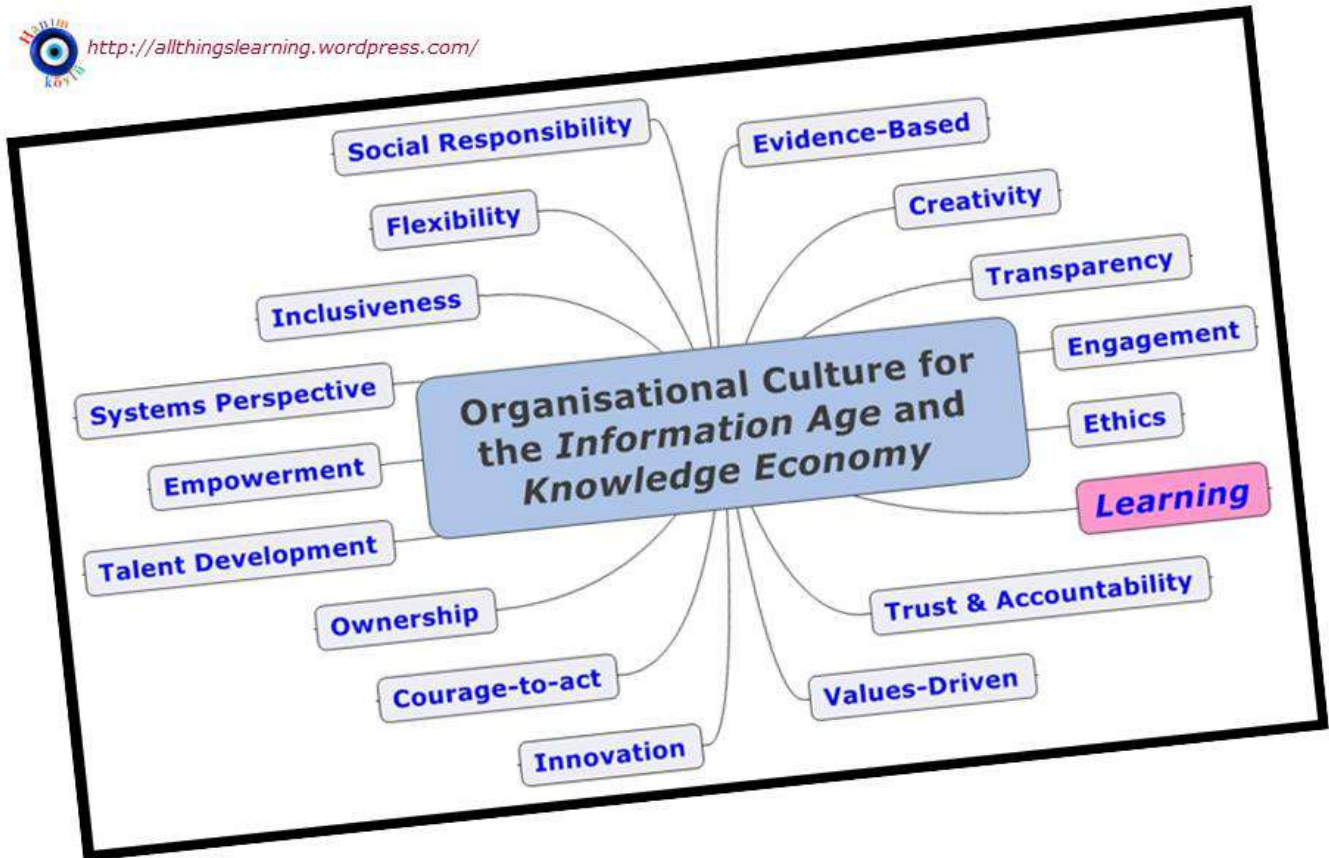 Hanım
köylü
http://allthingslearning.wordpress.com/
Social Responsibility
Flexibility
Inclusiveness
Systems Perspective
Empowerment
Talent Development
Ownership
Courage-to-act
Innovation
Organisational Culture for
the Information Age and
Knowledge Economy
Evidence-Based
Creativity
Transparency
Engagement
Ethics
Learning
Trust & Accountability
Values-Driven